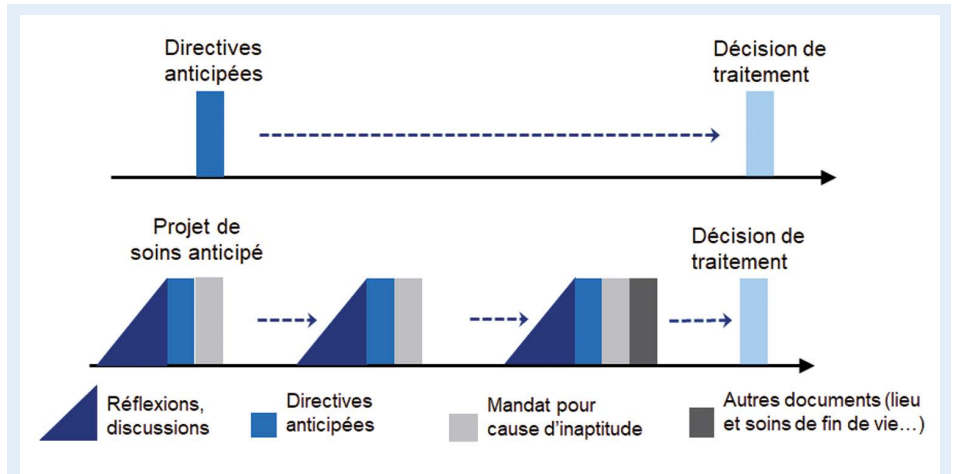 Directives
anticipées
Décision de
traitement
Projet de
soins anticipé
Décision de
traitement
Réflexions,
discussions
Directives
anticipées
Mandat pour
cause d'inaptitude
Autres documents (lieu
et soins de fin de vie...)